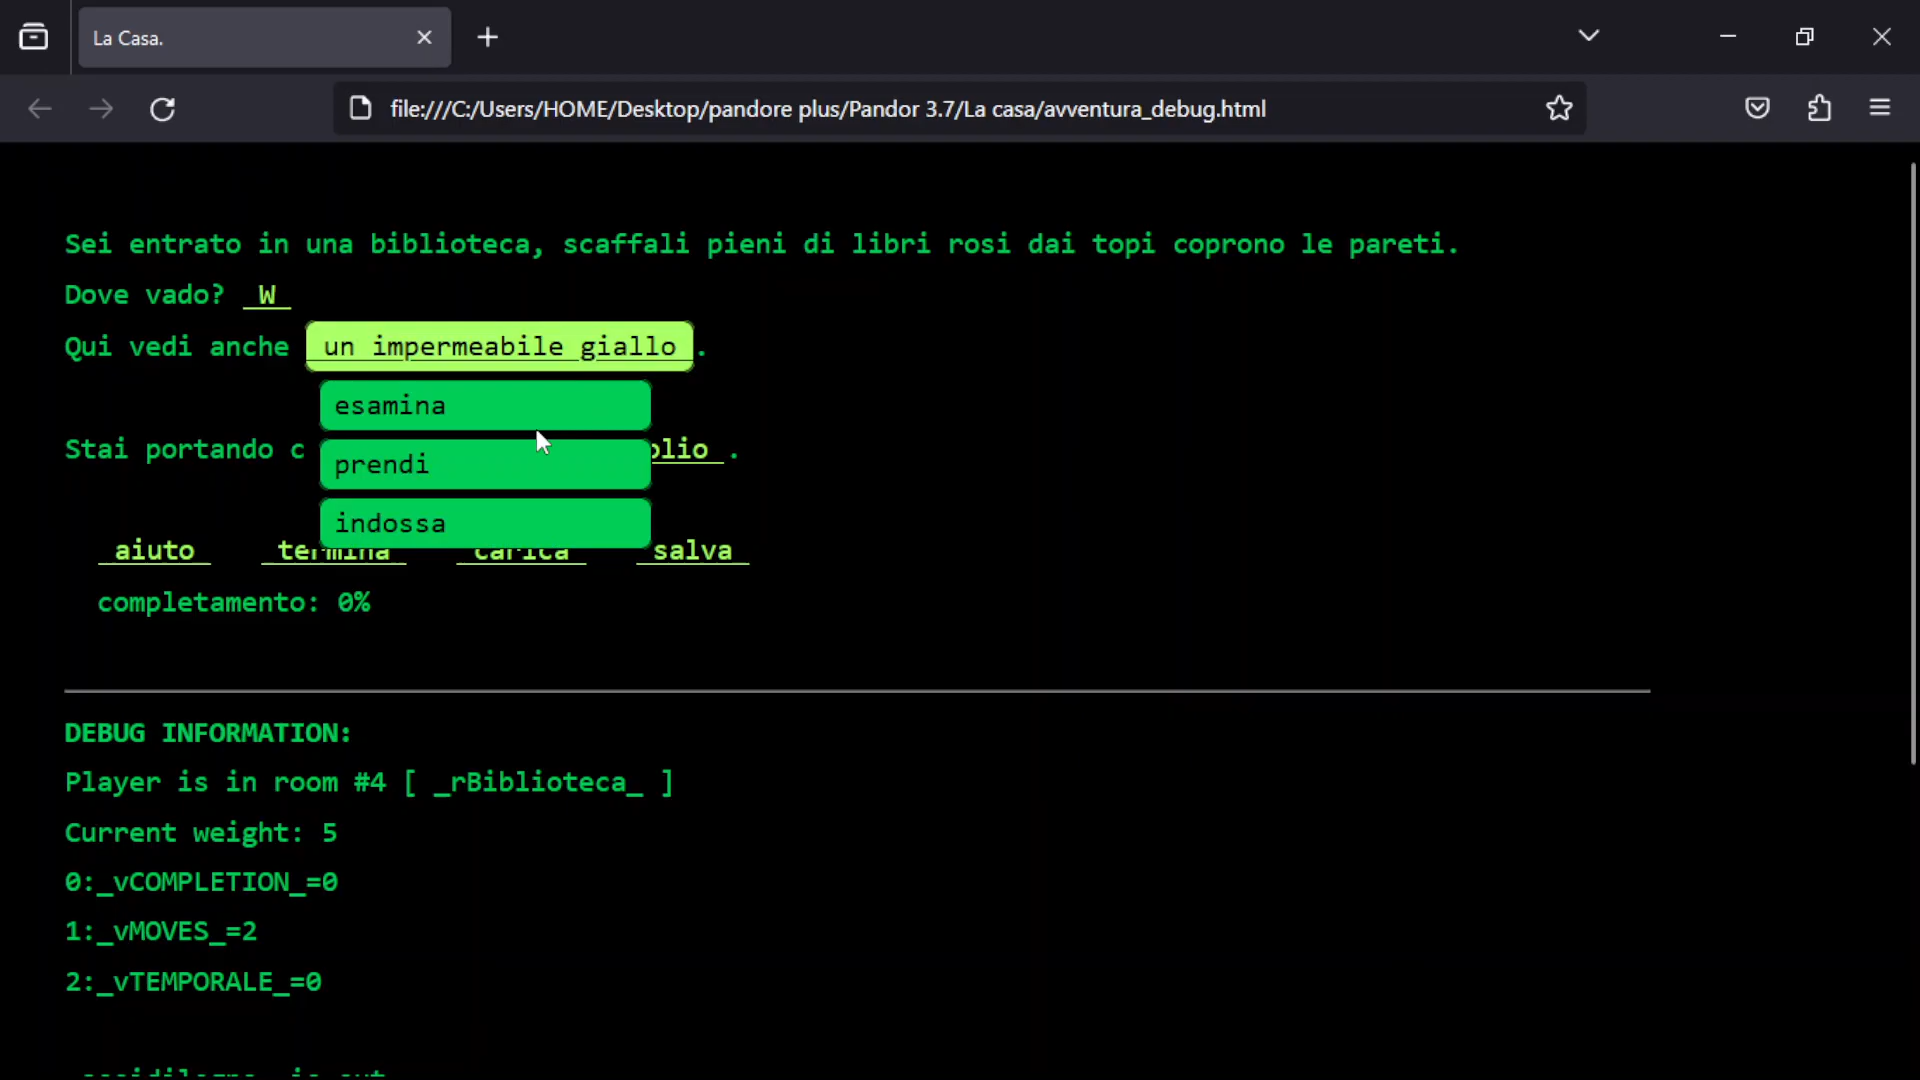 La Casa.
file:///C:/Users/HOME/Desktop/pandore plus/Pandor 3.7/La casa/avventura_debug.html
Sei entrato in una biblioteca, scaffali pieni di libri rosi dai topi coprono le pareti.
Dove vado? W
Qui vedi anche un impermeabile giallo.
esamina
Stai portando
prendi
indossa
aiuto termina carica salva
completamento: 0%
DEBUG INFORMATION:
Player is in room #4 [ _rBiblioteca_ ]
Current weight: 5
0:_vCOMPLETION_=0
1:_vMOVES_=2
2:_vTEMPORALE_=0